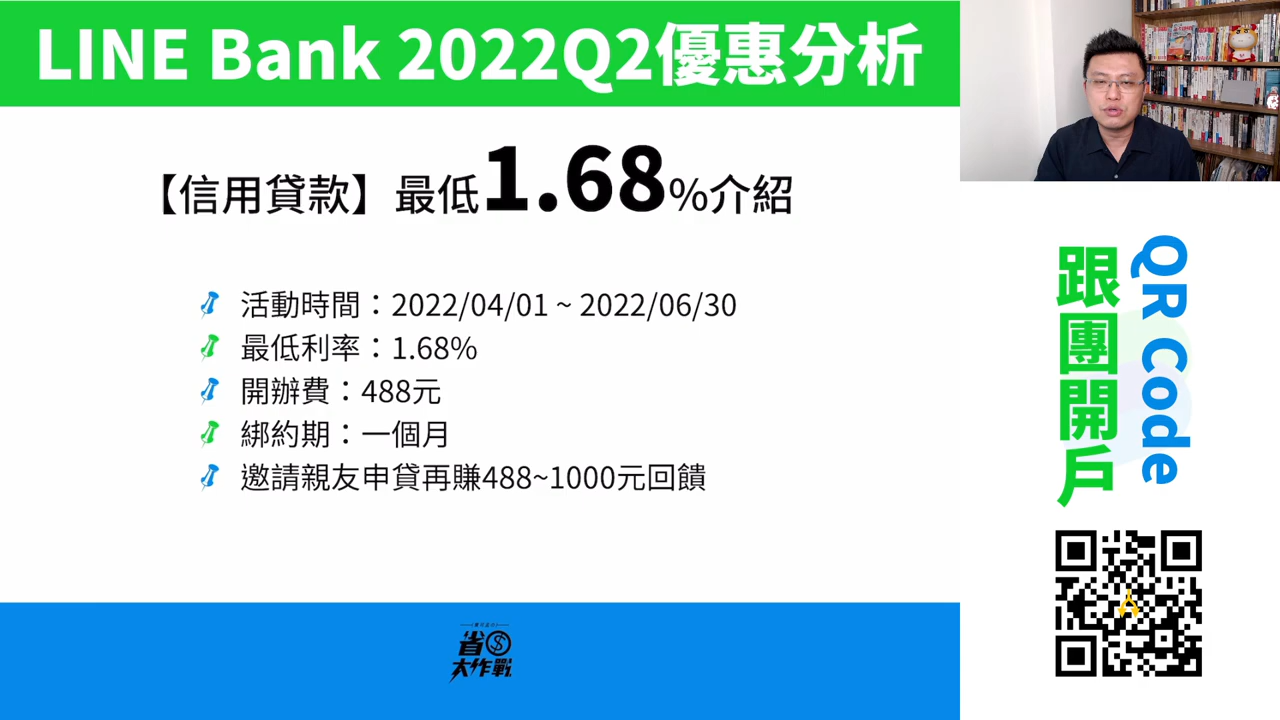 LINE Bank 2022Q2優惠分析
【信用貸款】最低1.68%介紹
活動時間：2022/04/01 ~ 2022/06/30
最低利率：1.68%
開辦費：488元
綁約期：一個月
邀請親友申貸再賺488~1000元回饋
QR Code
跟團開戶
省$
大作戰